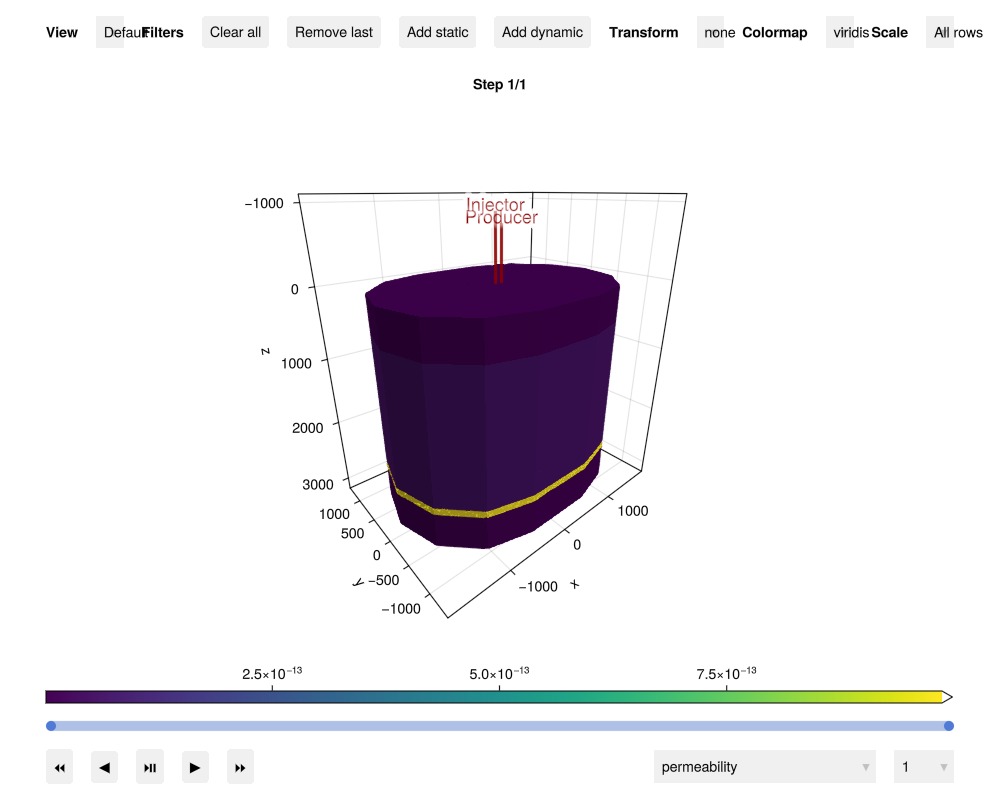 View Default Filters Clear all Remove last Add static Add dynamic Transform none Colormap viridis Scale All rows
Step 1/1
−1000
Injector
Producer
0
z
1000
2000
3000
1000
500
0
y
−500
−1000
1000
0
x
−1000
2.5×10⁻¹³ 5.0×10⁻¹³ 7.5×10⁻¹³
permeability 1